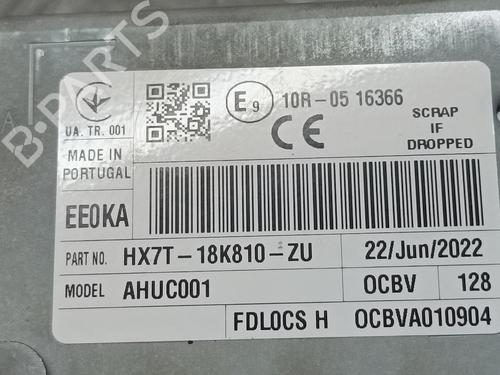 B-PARTS
E9
10R-05 16366
UA. TR. 001
CE
SCRAP
IF
DROPPED
MADE IN
PORTUGAL
EE0KA
PART NO. HX7T-18K810-ZU 22/Jun/2022
MODEL AHUC001 OCBV 128
FDL0CS H OCBVA010904